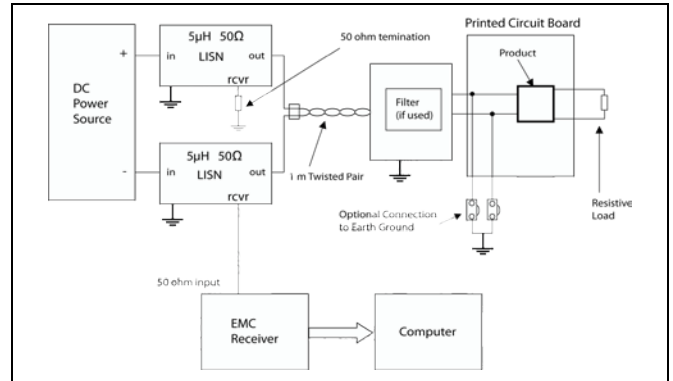 Printed Circuit Board
5µH 50Ω
LISN
in
out
rcvr
50 ohm temination
Product
+
DC
Power
Source
-
Filter
(if used)
5µH 50Ω
LISN
in
out
rcvr
1 m Twisted Pair
Resistive
Load
Optional Connection
to Earth Ground
50 ohm input
EMC
Receiver
Computer